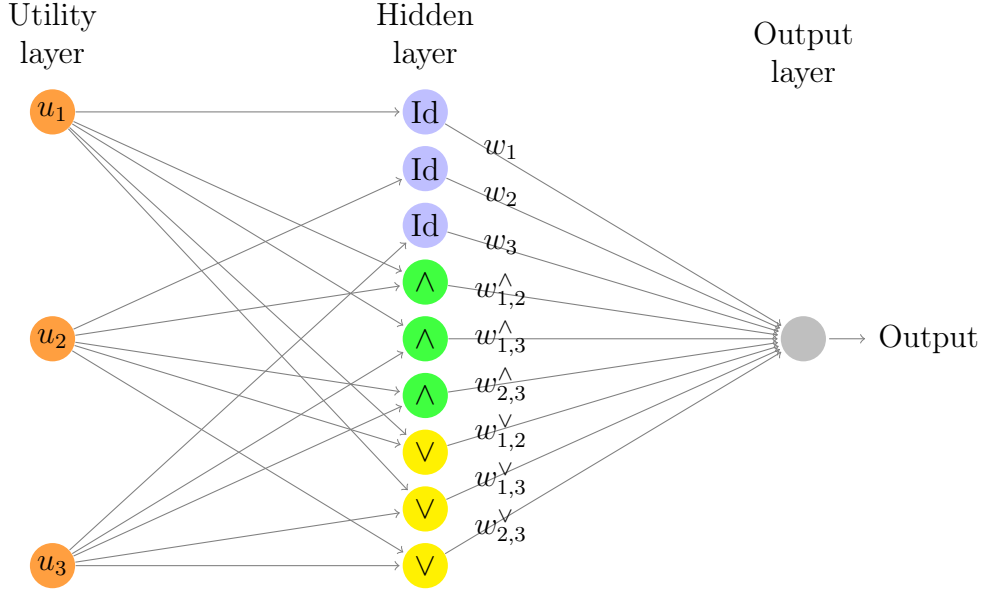 Utility
layer
Hidden
layer
Output
layer
u₁
u₂
u₃
Id
Id
Id
∧
∧
∧
∨
∨
∨
w₁
w₂
w₃
w^∧_{1,2}
w^∧_{1,3}
w^∧_{2,3}
w^∨_{1,2}
w^∨_{1,3}
w^∨_{2,3}
Output